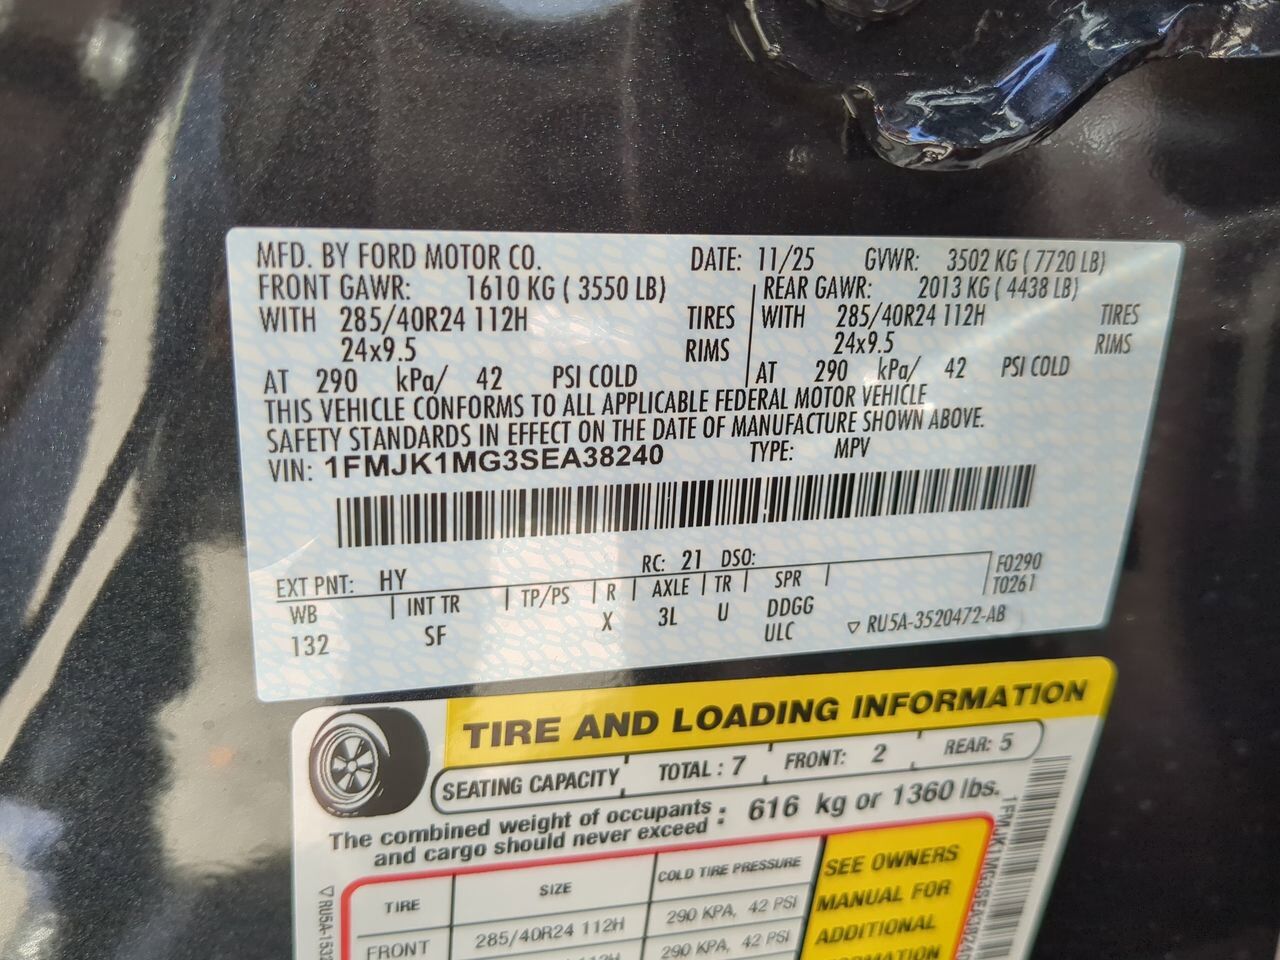 MFD. BY FORD MOTOR CO. DATE: 11/25 GVWR: 3502 KG ( 7720 LB)
FRONT GAWR: 1610 KG ( 3550 LB) REAR GAWR: 2013 KG ( 4438 LB)
WITH 285/40R24 112H TIRES WITH 285/40R24 112H TIRES
24x9.5 RIMS 24x9.5 RIMS
AT 290 kPa/ 42 PSI COLD AT 290 kPa/ 42 PSI COLD
THIS VEHICLE CONFORMS TO ALL APPLICABLE FEDERAL MOTOR VEHICLE
SAFETY STANDARDS IN EFFECT ON THE DATE OF MANUFACTURE SHOWN ABOVE.
VIN: 1FMJK1MG3SEA38240 TYPE: MPV
EXT PNT: HY RC: 21 DSO: F0290
WB INT TR TP/PS R AXLE TR SPR T0261
132 SF X 3L U DDGG
ULC RU5A-3520472-AB
TIRE AND LOADING INFORMATION
SEATING CAPACITY TOTAL : 7 FRONT: 2 REAR: 5
The combined weight of occupants
and cargo should never exceed : 616 kg or 1360 lbs.
TIRE SIZE COLD TIRE PRESSURE SEE OWNERS
MANUAL FOR
FRONT 285/40R24 112H 290 KPA, 42 PSI ADDITIONAL
112H 290 KPA, 42 PSI
RU5A-1532
1FMJK1MG3SEA38240